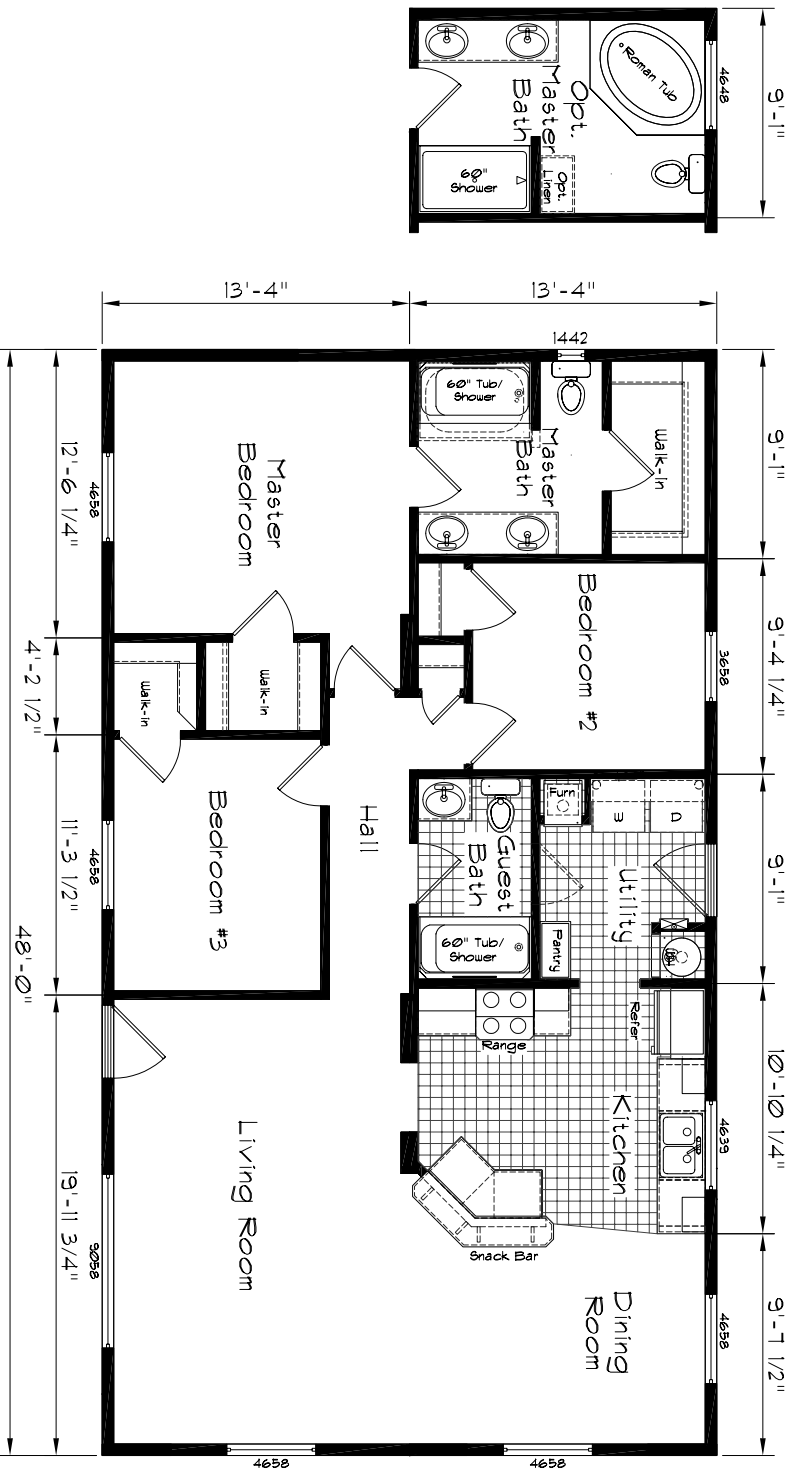 9'-1"
4648
Roman Tub
Opt.
Master
Bath
60"
Shower
Opt.
Linen
13'-4"
13'-4"
1442
9'-1"
60" Tub/
Shower
Master
Bath
Walk-In
12'-6 1/4"
4658
Master
Bedroom
Bedroom #2
3658
9'-4 1/4"
4'-2 1/2"
Walk-In
Walk-In
11'-3 1/2"
4658
Bedroom #3
Hall
Guest
Bath
60" Tub/
Shower
Furn
W
D
Utility
Pantry
WH
9'-1"
48'-0"
Range
Refer
Kitchen
4639
10'-10 1/4"
Snack Bar
Living Room
19'-11 3/4"
9058
Dining
Room
4658
9'-7 1/2"
4658
4658